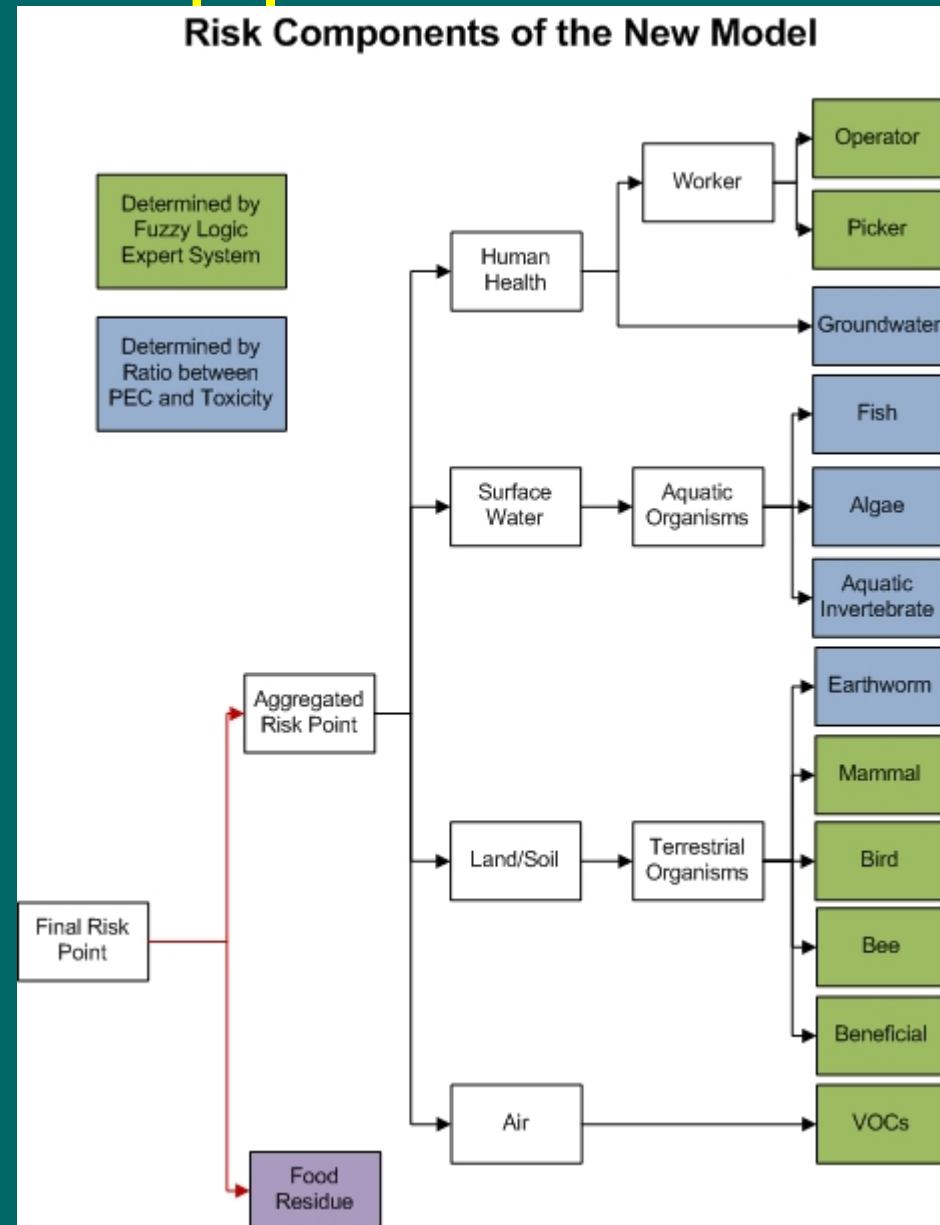 Risk Components of the New Model
Determined by
Fuzzy Logic
Expert System
Determined by
Ratio between
PEC and Toxicity
Final Risk
Point
Aggregated
Risk Point
Food
Residue
Human
Health
Surface
Water
Land/Soil
Air
Worker
Aquatic
Organisms
Terrestrial
Organisms
Operator
Picker
Groundwater
Fish
Algae
Aquatic
Invertebrate
Earthworm
Mammal
Bird
Bee
Beneficial
VOCs